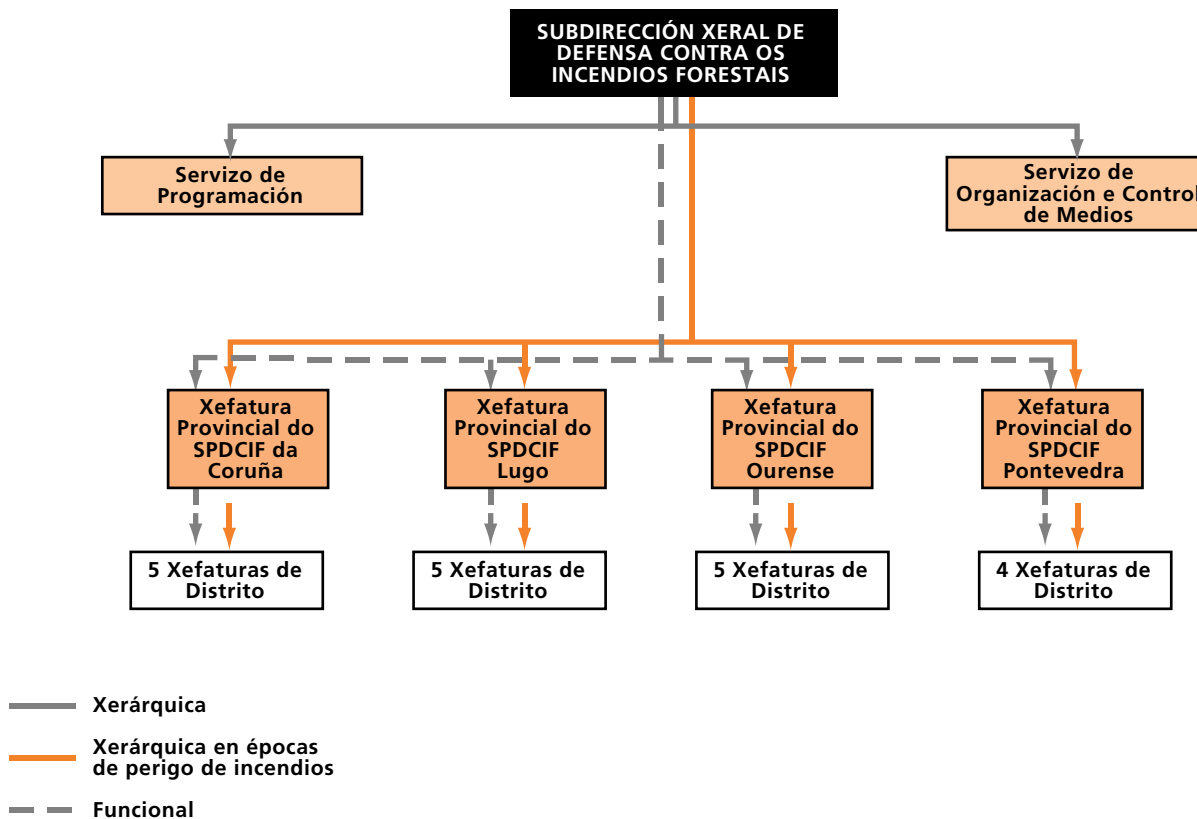 SUBDIRECCIÓN XERAL DE
DEFENSA CONTRA OS
INCENDIOS FORESTAIS
Servizo de
Programación
Servizo de
Organización e Control
de Medios
Xefatura
Provincial do
SPDCIF da
Coruña
Xefatura
Provincial do
SPDCIF
Lugo
Xefatura
Provincial do
SPDCIF
Ourense
Xefatura
Provincial do
SPDCIF
Pontevedra
5 Xefaturas de
Distrito
5 Xefaturas de
Distrito
5 Xefaturas de
Distrito
4 Xefaturas de
Distrito
Xerárquica
Xerárquica en épocas
de perigo de incendios
Funcional